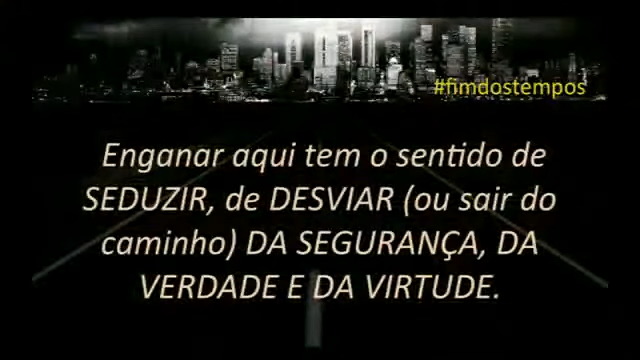 #fimdostempos
Enganar aqui tem o sentido de
SEDUZIR, de DESVIAR (ou sair do
caminho) DA SEGURANÇA, DA
VERDADE E DA VIRTUDE.